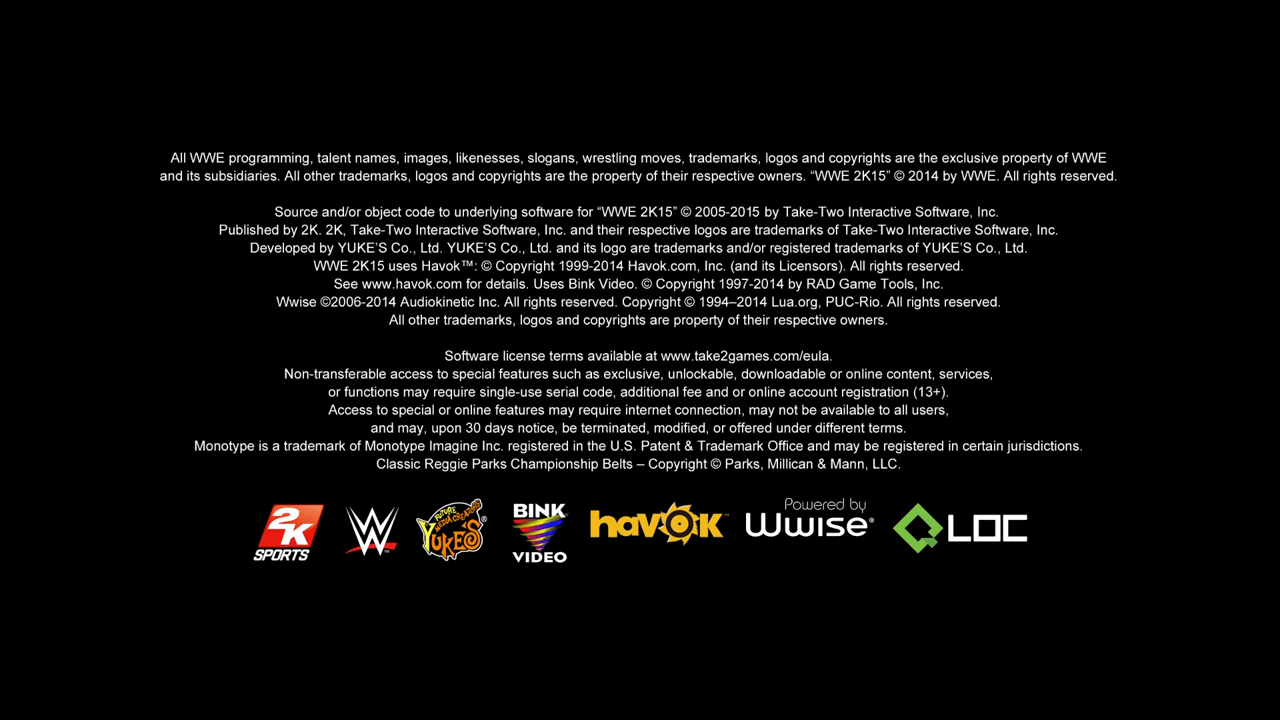 All WWE programming, talent names, images, likenesses, slogans, wrestling moves, trademarks, logos and copyrights are the exclusive property of WWE
and its subsidiaries. All other trademarks, logos and copyrights are the property of their respective owners. “WWE 2K15” © 2014 by WWE. All rights reserved.
Source and/or object code to underlying software for “WWE 2K15” © 2005-2015 by Take-Two Interactive Software, Inc.
Published by 2K. 2K, Take-Two Interactive Software, Inc. and their respective logos are trademarks of Take-Two Interactive Software, Inc.
Developed by YUKE’S Co., Ltd. YUKE’S Co., Ltd. and its logo are trademarks and/or registered trademarks of YUKE’S Co., Ltd.
WWE 2K15 uses Havok™: © Copyright 1999-2014 Havok.com, Inc. (and its Licensors). All rights reserved.
See www.havok.com for details. Uses Bink Video. © Copyright 1997-2014 by RAD Game Tools, Inc.
Wwise ©2006-2014 Audiokinetic Inc. All rights reserved. Copyright © 1994–2014 Lua.org, PUC-Rio. All rights reserved.
All other trademarks, logos and copyrights are property of their respective owners.
Software license terms available at www.take2games.com/eula.
Non-transferable access to special features such as exclusive, unlockable, downloadable or online content, services,
or functions may require single-use serial code, additional fee and or online account registration (13+).
Access to special or online features may require internet connection, may not be available to all users,
and may, upon 30 days notice, be terminated, modified, or offered under different terms.
Monotype is a trademark of Monotype Imagine Inc. registered in the U.S. Patent & Trademark Office and may be registered in certain jurisdictions.
Classic Reggie Parks Championship Belts – Copyright © Parks, Millican & Mann, LLC.
2K
SPORTS
W
FUTURE MEDIA CREATORS
YUKE'S®
BINK
VIDEO
havok™
Powered by
Wwise®
QLOC